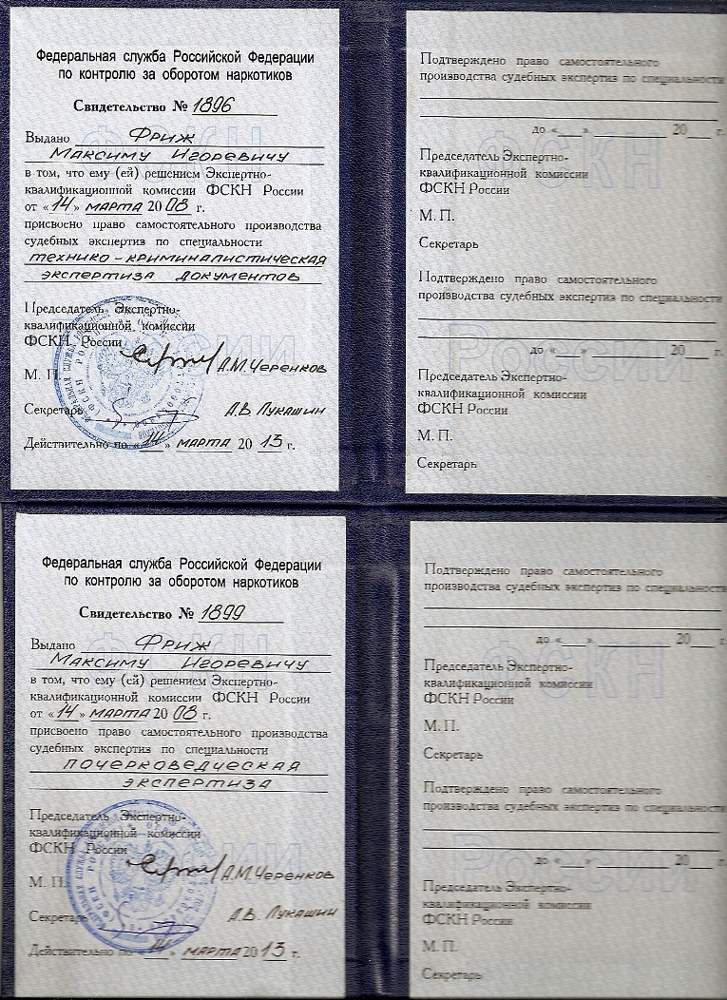 Федеральная служба Российской Федерации
по контролю за оборотом наркотиков
Свидетельство № 1896
Выдано Фриж
Максиму Игоревичу
в том, что ему (ей) решением Экспертно-
квалификационной комиссии ФСКН России
от «14» марта 2008 г.
присвоено право самостоятельного производства
судебных экспертиз по специальности
технико-криминалистическая
экспертиза документов
Председатель Экспертно-
квалификационной комиссии
ФСКН России
А.М.Черенков
М. П.
Секретарь А.В. Лукашин
Действительно по «14» марта 2013 г.
Подтверждено право самостоятельного
производства судебных экспертиз по специальности
до «__» ________ 20__ г.
Председатель Экспертно-
квалификационной комиссии
ФСКН России
М. П.
Секретарь
Подтверждено право самостоятельного
производства судебных экспертиз по специальности
до «__» ________ 20__ г.
Председатель Экспертно-
квалификационной комиссии
ФСКН России
М. П.
Секретарь
Федеральная служба Российской Федерации
по контролю за оборотом наркотиков
Свидетельство № 1899
Выдано Фриж
Максиму Игоревичу
в том, что ему (ей) решением Экспертно-
квалификационной комиссии ФСКН России
от «14» марта 2008 г.
присвоено право самостоятельного производства
судебных экспертиз по специальности
почерковедческая
экспертиза
Председатель Экспертно-
квалификационной комиссии
ФСКН России
А.М.Черенков
М. П.
Секретарь А.В. Лукашин
Действительно по «14» марта 2013 г.
Подтверждено право самостоятельного
производства судебных экспертиз по специальности
до «__» ________ 20__ г.
Председатель Экспертно-
квалификационной комиссии
ФСКН России
М. П.
Секретарь
Подтверждено право самостоятельного
производства судебных экспертиз по специальности
до «__» ________ 20__ г.
Председатель Экспертно-
квалификационной комиссии
ФСКН России
М. П.
Секретарь